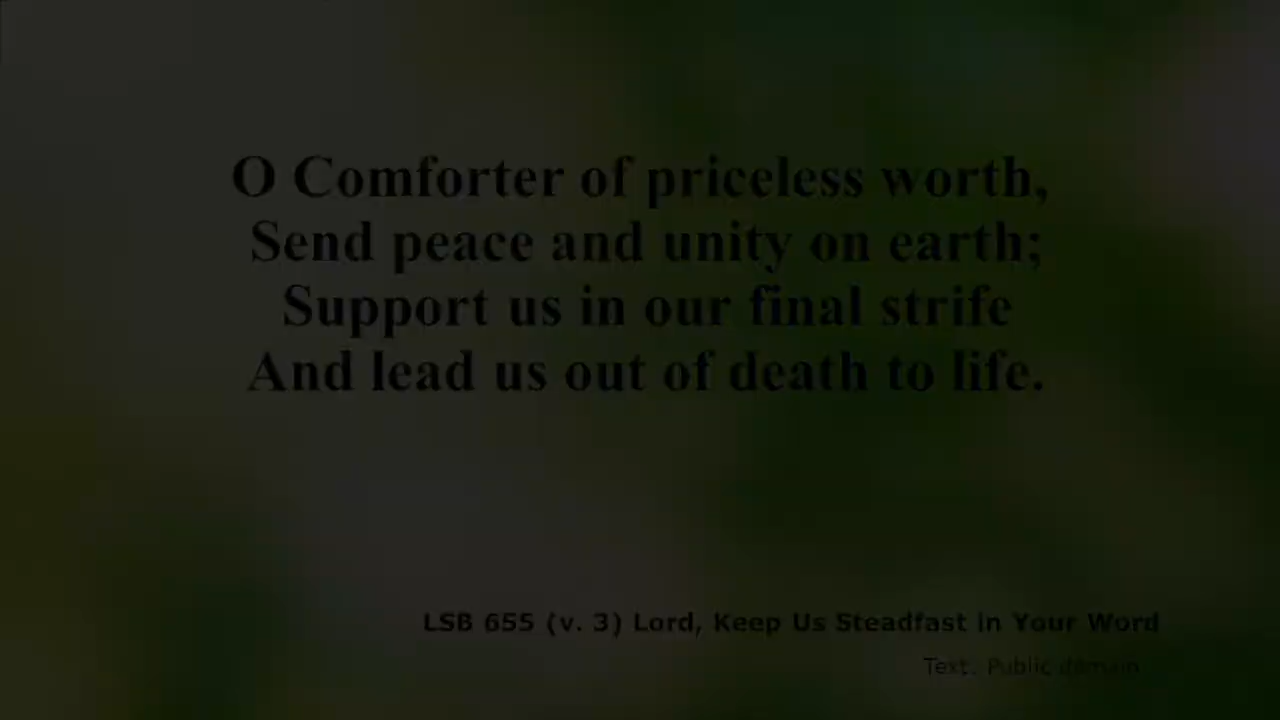 O Comforter of priceless worth,
Send peace and unity on earth;
Support us in our final strife
And lead us out of death to life.
LSB 655 (v. 3) Lord, Keep Us Steadfast in Your Word
Text: Public domain